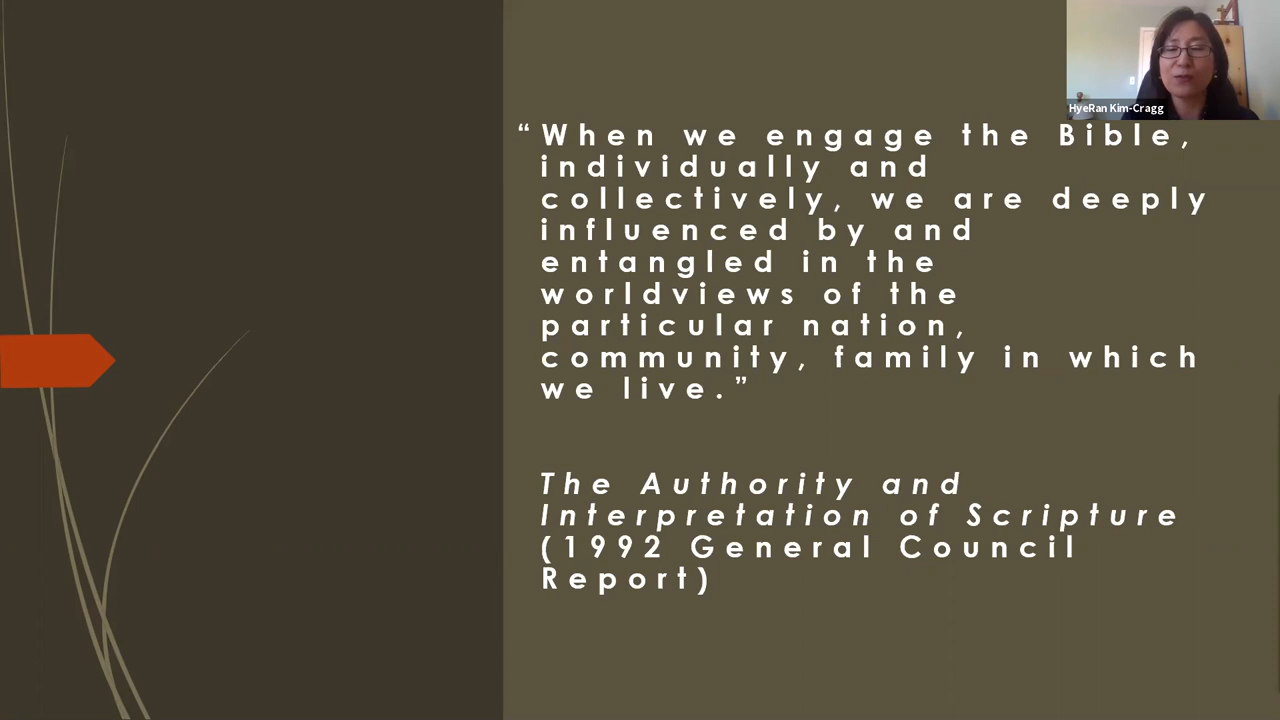 HyeRan Kim-Cragg
“When we engage the Bible,
individually and
collectively, we are deeply
influenced by and
entangled in the
worldviews of the
particular nation,
community, family in which
we live.”
The Authority and
Interpretation of Scripture
(1992 General Council
Report)